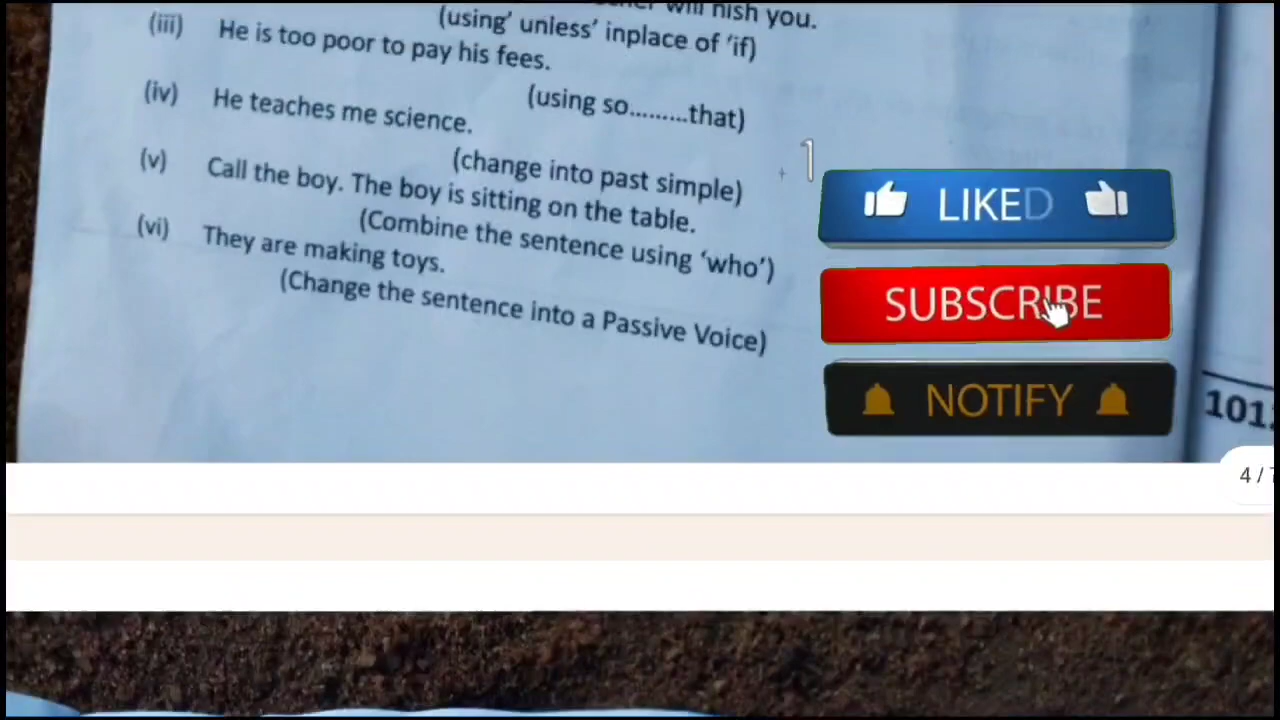 will
nish you.
(using' unless' inplace of 'if)
(iii) He is too poor to pay his fees.
(using so.........that)
(iv) He teaches me science.
(change into past simple)
(v) Call the boy. The boy is sitting on the table.
(Combine the sentence using 'who')
(vi) They are making toys.
(Change the sentence into a Passive Voice)
1
LIKED
SUBSCRIBE
NOTIFY
101
4 /